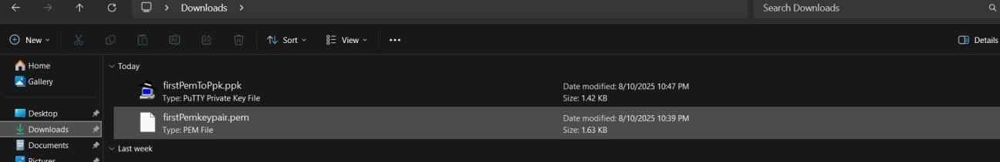 Downloads
Search Downloads
New
Sort
View
Details
Home
Gallery
Desktop
Downloads
Documents
Pictures
Today
firstPemToPpk.ppk
Type: PuTTY Private Key File
Date modified: 8/10/2025 10:47 PM
Size: 1.42 KB
firstPemkeypair.pem
Type: PEM File
Date modified: 8/10/2025 10:39 PM
Size: 1.63 KB
Last week